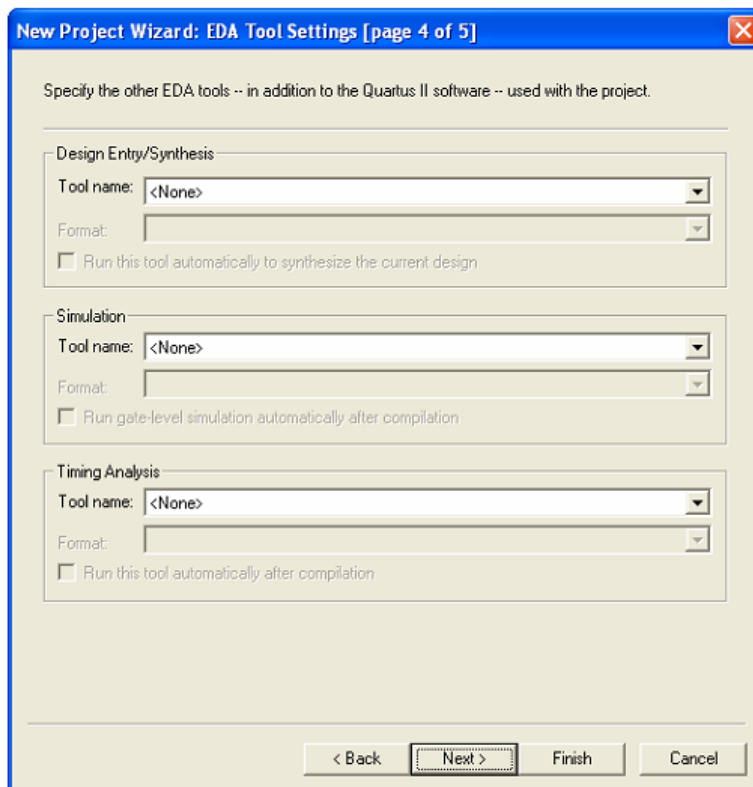 New Project Wizard: EDA Tool Settings [page 4 of 5]
Specify the other EDA tools -- in addition to the Quartus II software -- used with the project.
Design Entry/Synthesis
Tool name: <None>
Format:
Run this tool automatically to synthesize the current design
Simulation
Tool name: <None>
Format:
Run gate-level simulation automatically after compilation
Timing Analysis
Tool name: <None>
Format:
Run this tool automatically after compilation
< Back Next > Finish Cancel